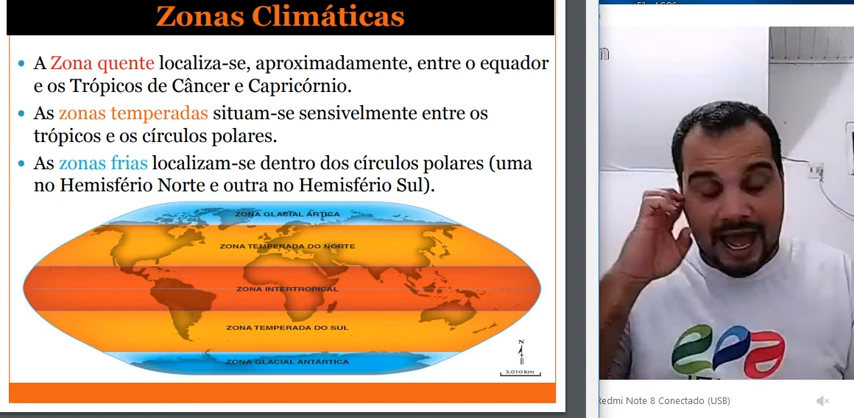 Zonas Climáticas
• A Zona quente localiza-se, aproximadamente, entre o equador
e os Trópicos de Câncer e Capricórnio.
• As zonas temperadas situam-se sensivelmente entre os
trópicos e os círculos polares.
• As zonas frias localizam-se dentro dos círculos polares (uma
no Hemisfério Norte e outra no Hemisfério Sul).
ZONA GLACIAL ÁRTICA
ZONA TEMPERADA DO NORTE
ZONA INTERTROPICAL
ZONA TEMPERADA DO SUL
ZONA GLACIAL ANTÁRTICA
N
3.010 km
Redmi Note 8 Conectado (USB)